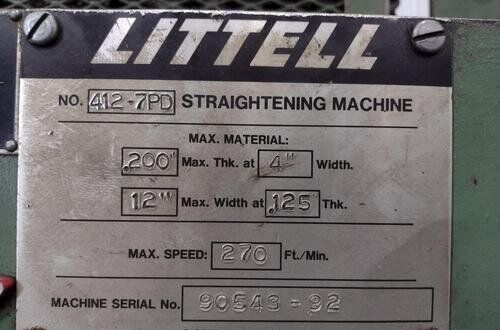 LITTELL
NO. 412-7PD STRAIGHTENING MACHINE
MAX. MATERIAL:
.200" Max. Thk. at 4" Width.
12" Max. Width at .125" Thk.
MAX. SPEED: 270 Ft./Min.
MACHINE SERIAL No. 90543-92